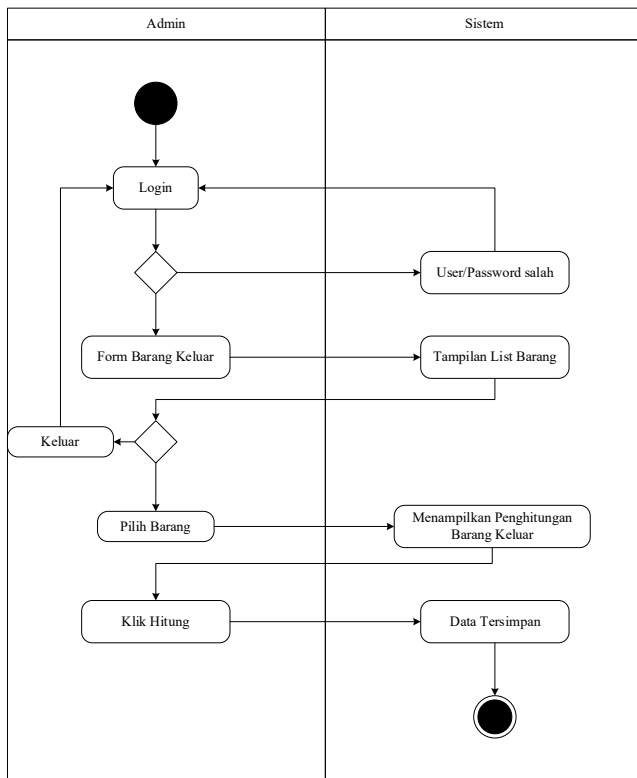 Admin
Sistem
Login
User/Password salah
Form Barang Keluar
Tampilan List Barang
Keluar
Pilih Barang
Menampilkan Penghitungan
Barang Keluar
Klik Hitung
Data Tersimpan